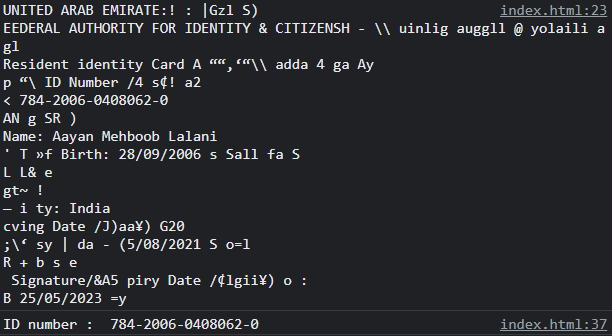 UNITED ARAB EMIRATE:! : |Gzl S) index.html:23
EEDERAL AUTHORITY FOR IDENTITY & CITIZENSH - \\ uinlig auggll @ yolaili a
gl
Resident identity Card A ““,‘“\\ adda 4 ga Ay
p “\ ID Number /4 s¢! a2
< 784-2006-0408062-0
AN g SR )
Name: Aayan Mehboob Lalani
' T »f Birth: 28/09/2006 s Sall fa S
L L& e
gt~ !
— i ty: India
cving Date /J)aa¥) G20
;\‘ sy | da - (5/08/2021 S o=l
R + b s e
Signature/&A5 piry Date /¢lgii¥) o :
B 25/05/2023 =y
ID number :  784-2006-0408062-0 index.html:37